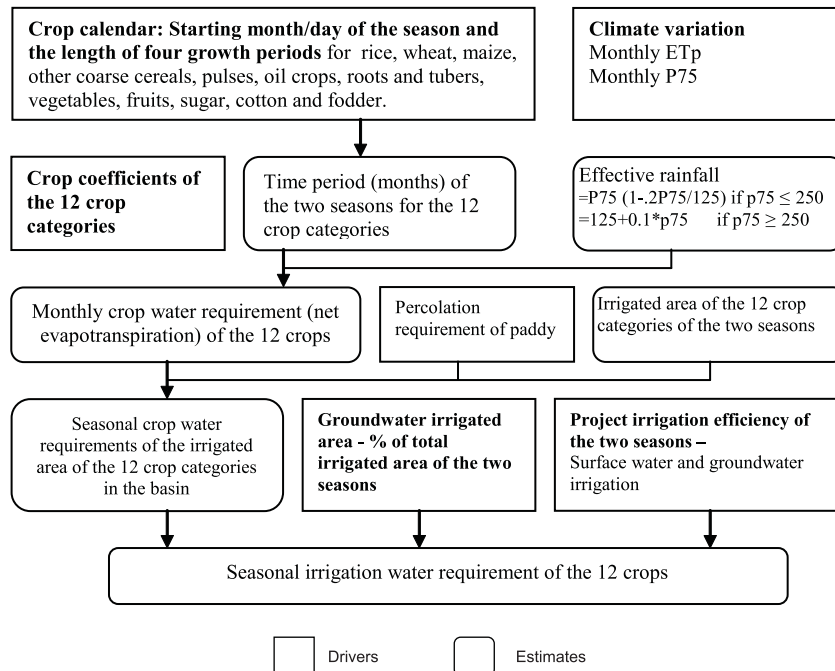 Crop calendar: Starting month/day of the season and
the length of four growth periods for rice, wheat, maize,
other coarse cereals, pulses, oil crops, roots and tubers,
vegetables, fruits, sugar, cotton and fodder.
Climate variation
Monthly ETp
Monthly P75
Crop coefficients of
the 12 crop
categories
Time period (months) of
the two seasons for the 12
crop categories
Effective rainfall
=P75 (1-.2P75/125) if p75 ≤ 250
=125+0.1*p75 if p75 ≥ 250
Monthly crop water requirement (net
evapotranspiration) of the 12 crops
Percolation
requirement of paddy
Irrigated area of the 12 crop
categories of the two seasons
Seasonal crop water
requirements of the irrigated
area of the 12 crop categories
in the basin
Groundwater irrigated
area - % of total
irrigated area of the two
seasons
Project irrigation efficiency of
the two seasons –
Surface water and groundwater
irrigation
Seasonal irrigation water requirement of the 12 crops
Drivers
Estimates